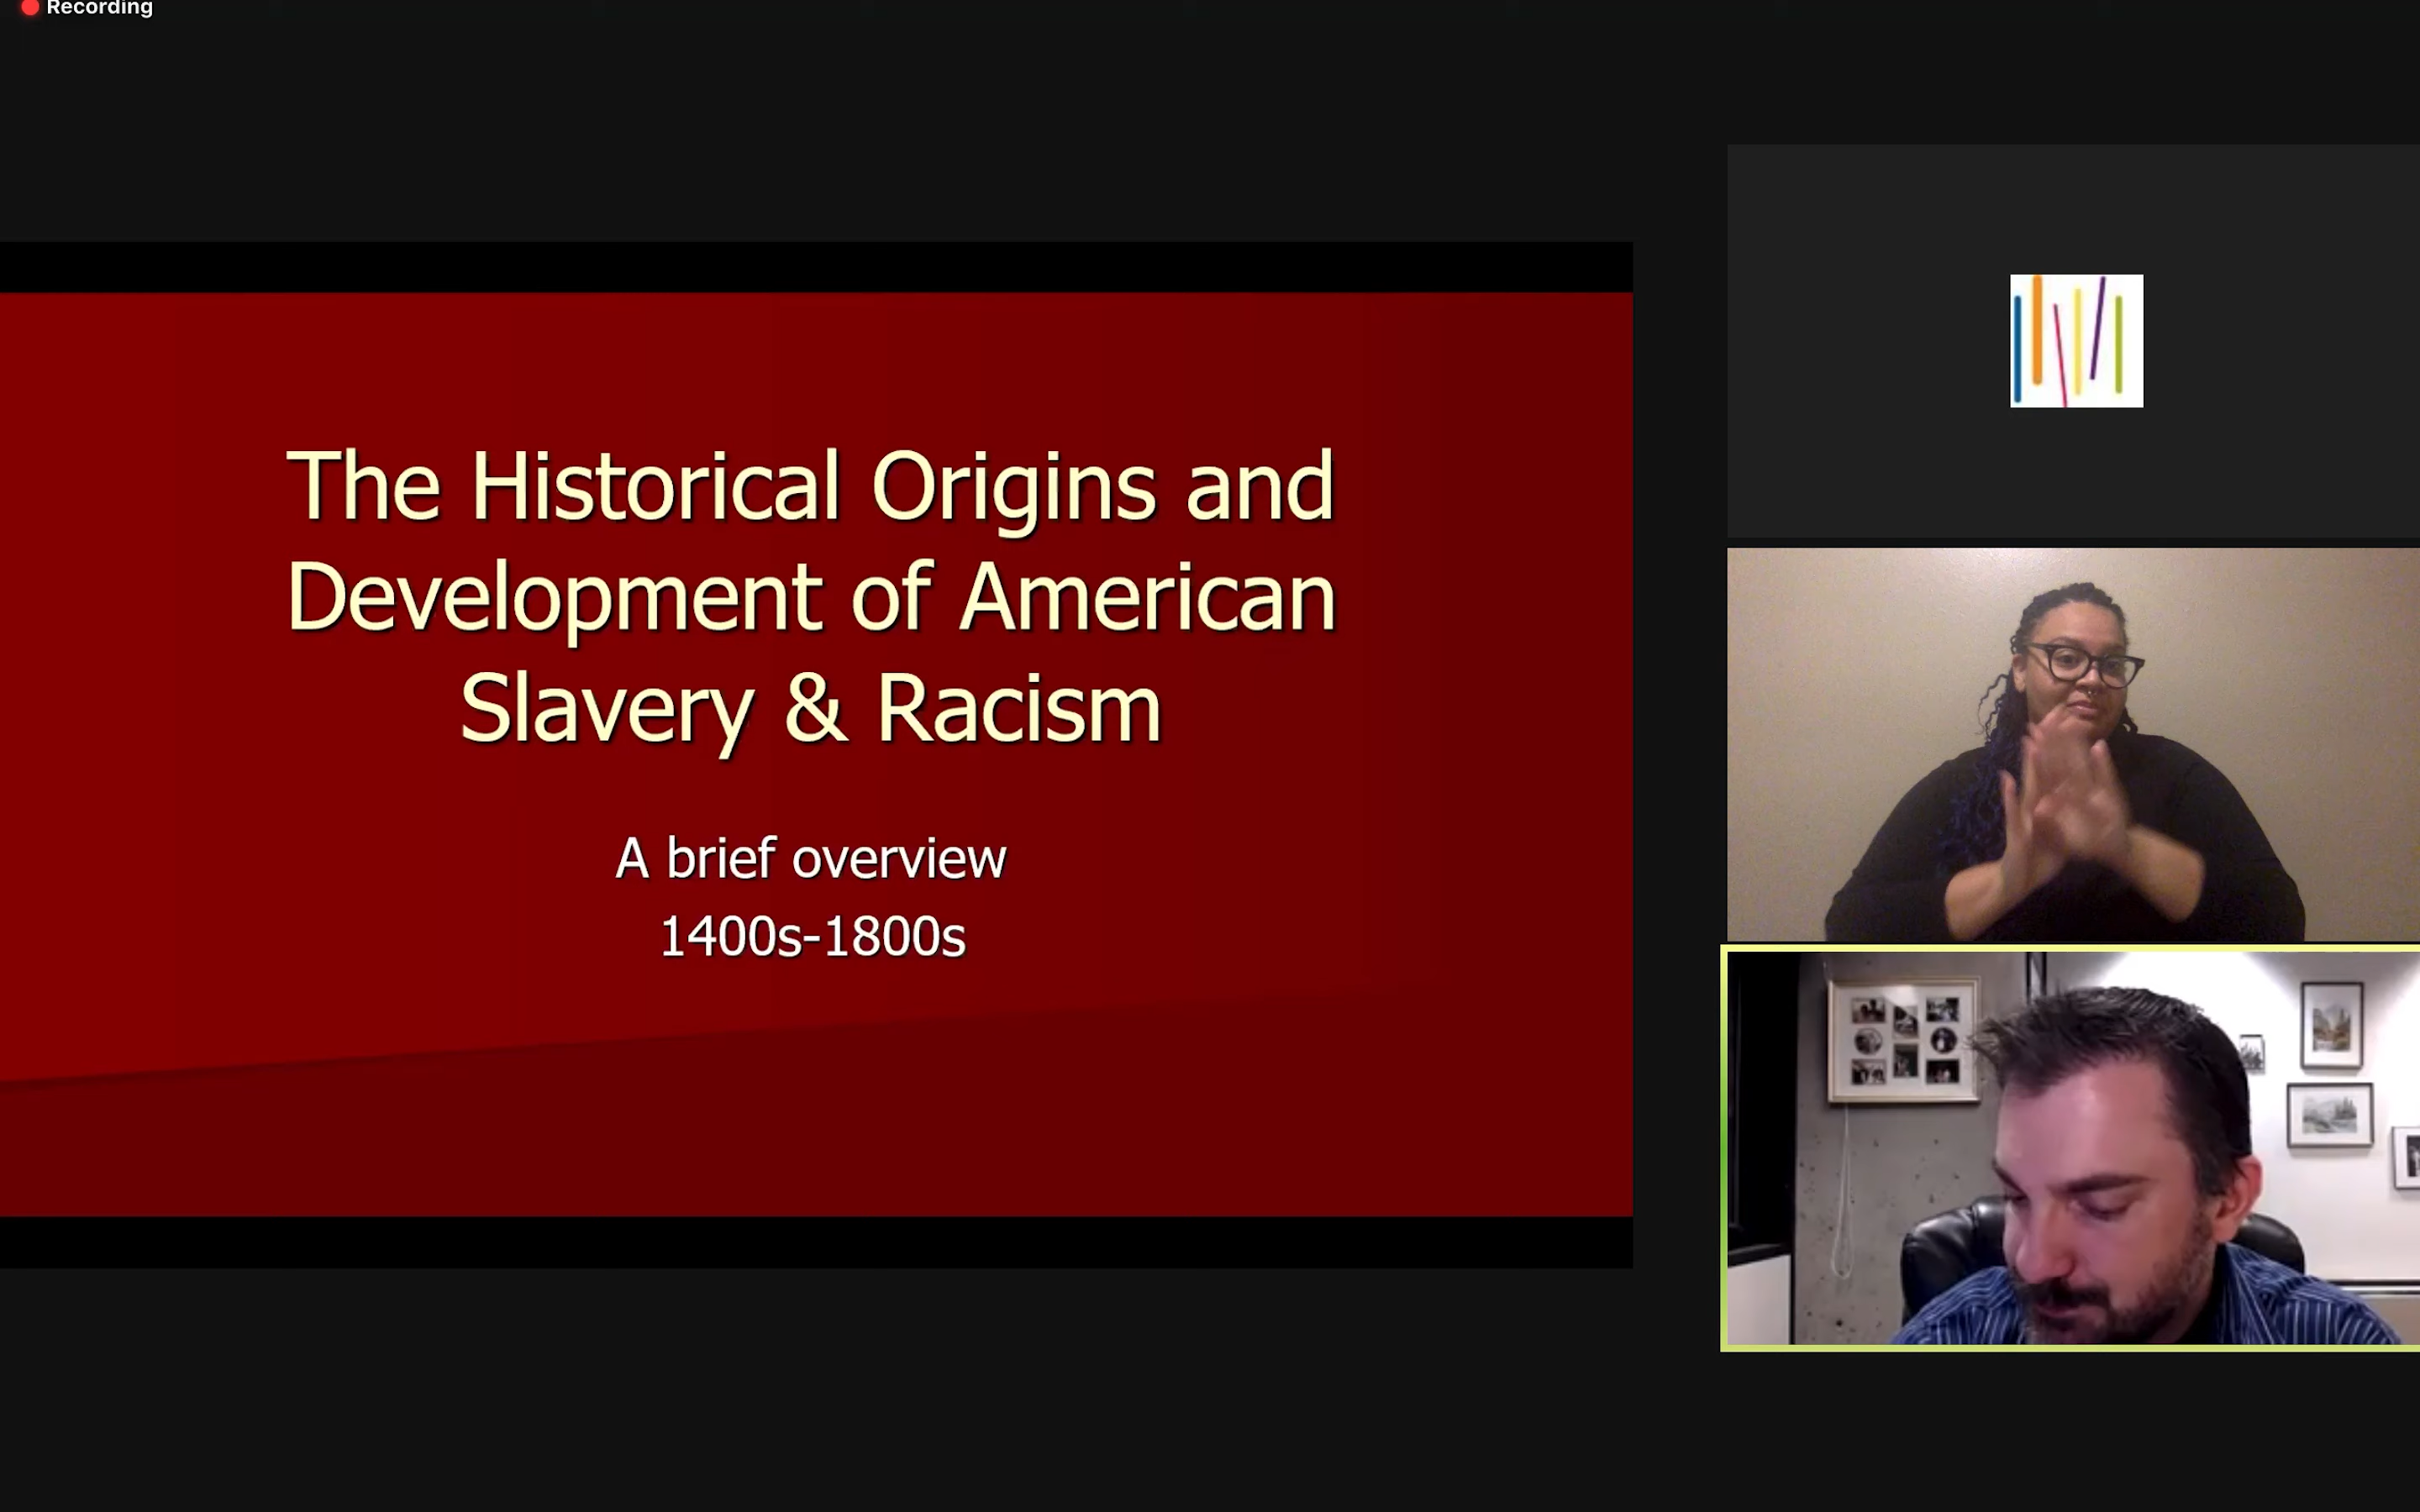 Recording
The Historical Origins and
Development of American
Slavery & Racism
A brief overview
1400s-1800s